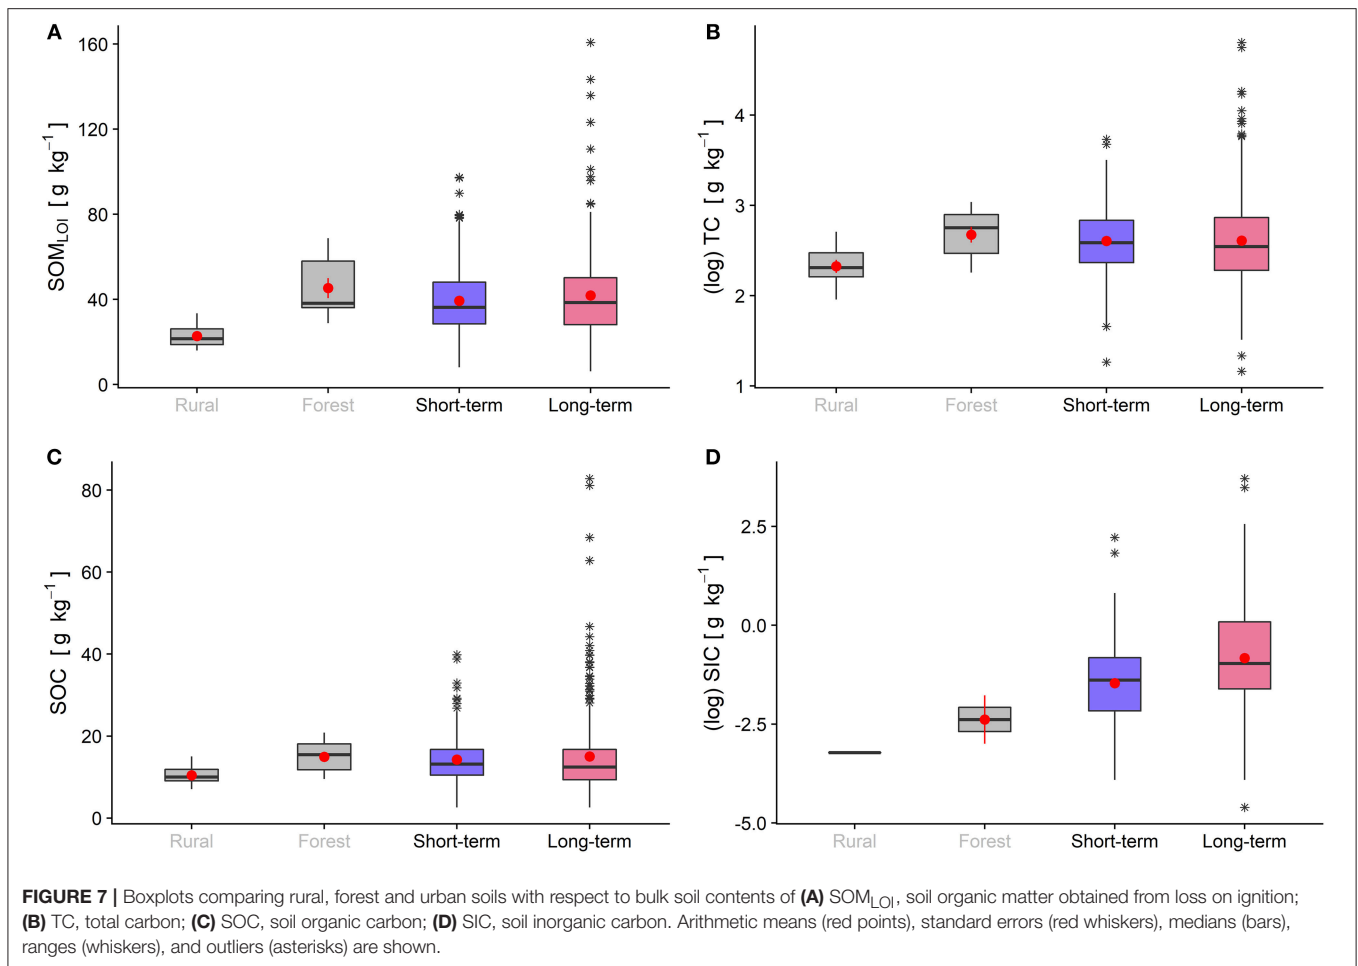 A
160
120
80
40
0
SOM_LOI [ g kg⁻¹ ]
Rural Forest Short-term Long-term
B
4
3
2
1
(log) TC [ g kg⁻¹ ]
Rural Forest Short-term Long-term
C
80
60
40
20
0
SOC [ g kg⁻¹ ]
Rural Forest Short-term Long-term
D
2.5
0.0
-2.5
-5.0
(log) SIC [ g kg⁻¹ ]
Rural Forest Short-term Long-term
FIGURE 7 | Boxplots comparing rural, forest and urban soils with respect to bulk soil contents of (A) SOM_LOI, soil organic matter obtained from loss on ignition;
(B) TC, total carbon; (C) SOC, soil organic carbon; (D) SIC, soil inorganic carbon. Arithmetic means (red points), standard errors (red whiskers), medians (bars),
ranges (whiskers), and outliers (asterisks) are shown.